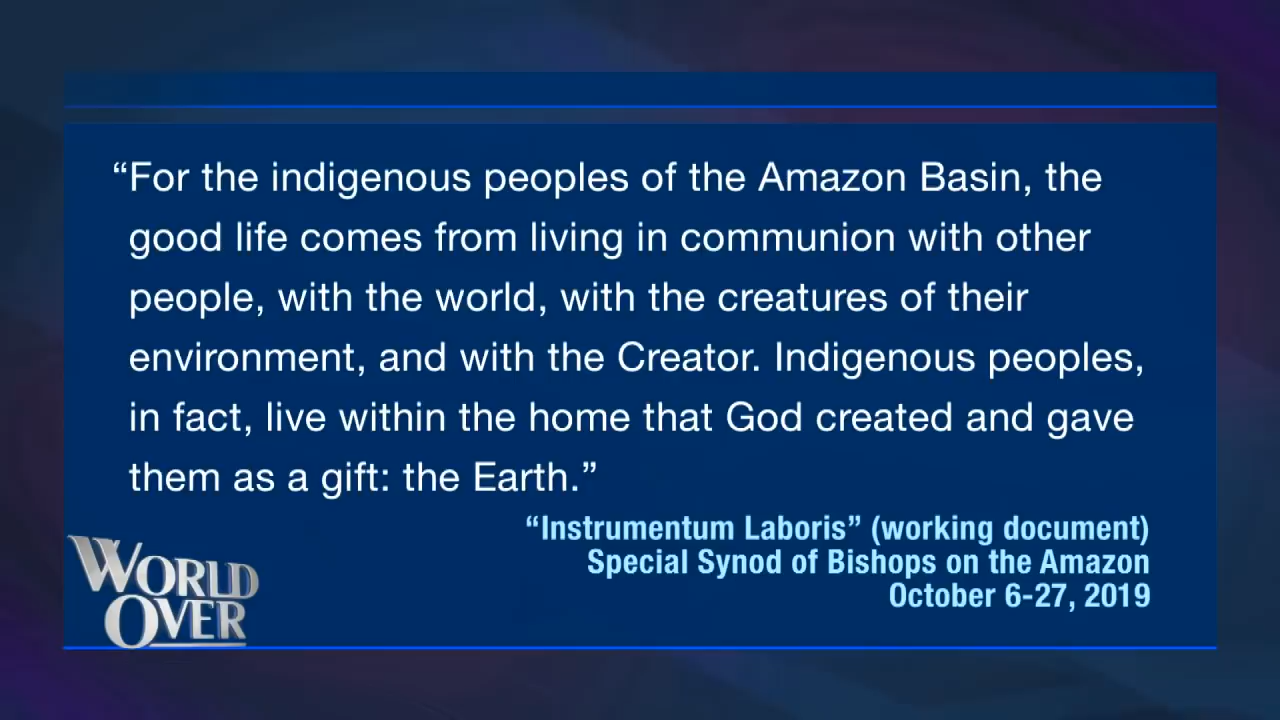 “For the indigenous peoples of the Amazon Basin, the
good life comes from living in communion with other
people, with the world, with the creatures of their
environment, and with the Creator. Indigenous peoples,
in fact, live within the home that God created and gave
them as a gift: the Earth.”
“Instrumentum Laboris” (working document)
Special Synod of Bishops on the Amazon
October 6-27, 2019
WORLD
OVER